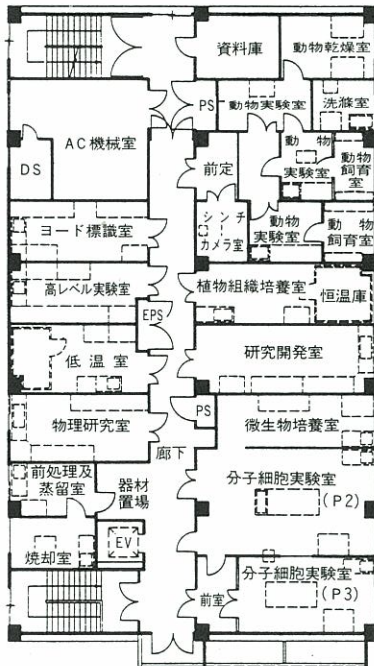 資料庫
動物乾燥室
PS
動物実験室
洗滌室
AC機械室
DS
前定
動物
実験室
動物
飼育
室
シンチ
カメラ室
動物
実験室
動物
飼育室
ヨード標識室
高レベル実験室
植物組織培養室
恒温庫
EPS
低温室
研究開発室
物理研究室
PS
微生物培養室
廊下
前処理及
蒸留室
器材
置場
分子細胞実験室
(P2)
EV
焼却室
前室
分子細胞実験室
(P3)